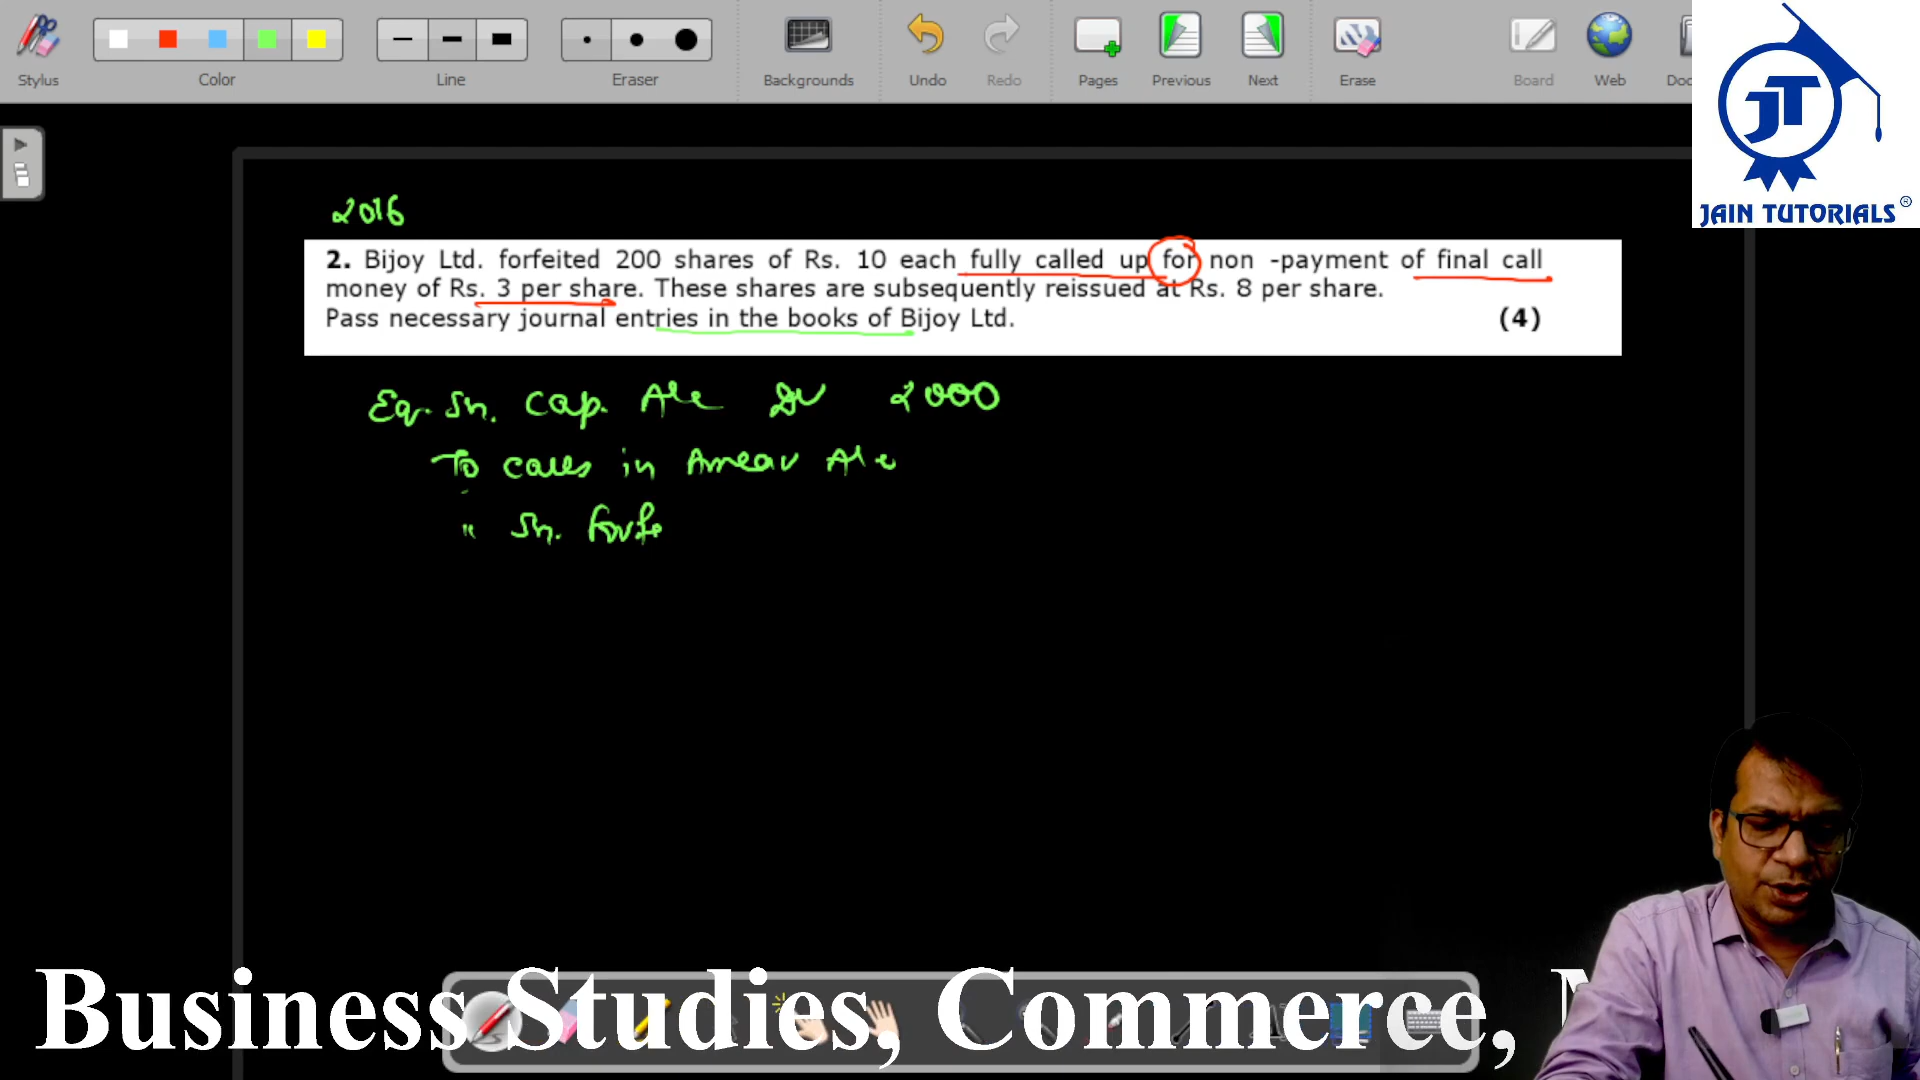 Stylus
Color
Line
Eraser
Backgrounds
Undo
Redo
Pages
Previous
Next
Erase
Board
Web
Doc
JT
JAIN TUTORIALS®
2016
2. Bijoy Ltd. forfeited 200 shares of Rs. 10 each fully called up for non -payment of final call
money of Rs. 3 per share. These shares are subsequently reissued at Rs. 8 per share.
Pass necessary journal entries in the books of Bijoy Ltd. (4)
Eq. Sh. Cap. A/c Dr 2000
To calls in Arrear A/c
" Sh. Forfe
Business Studies, Commerce,